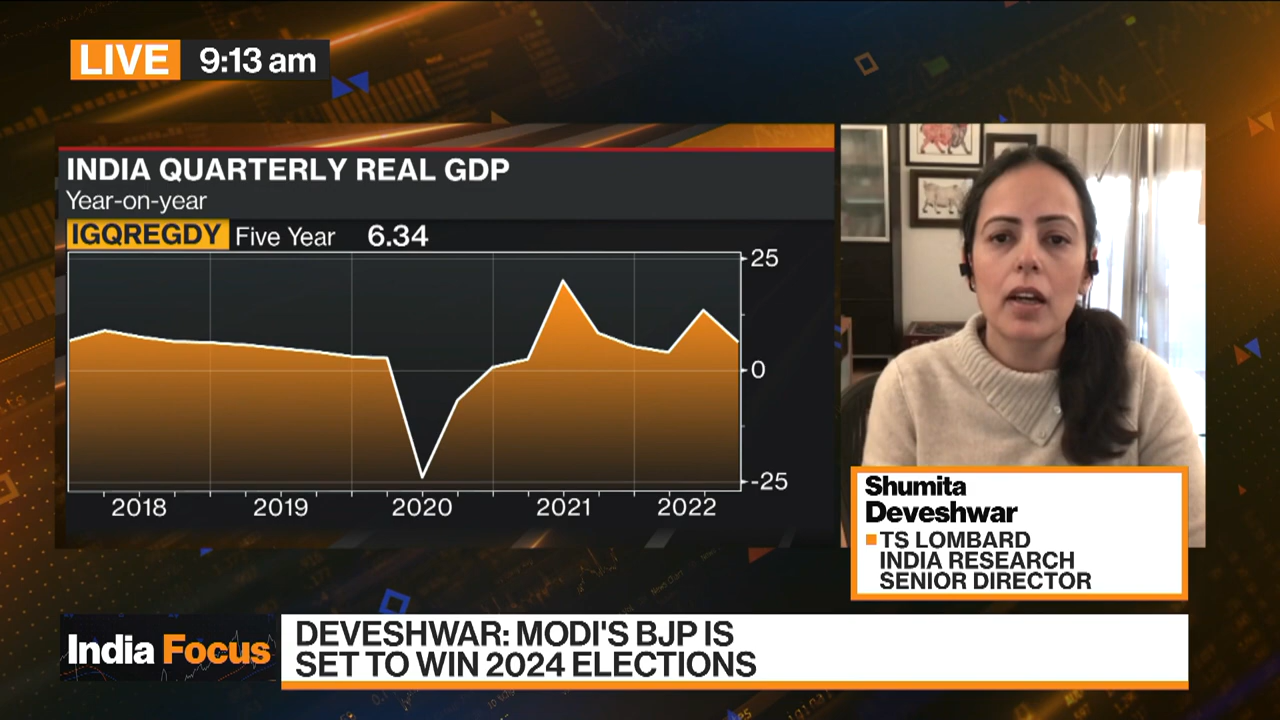 LIVE 9:13 am
INDIA QUARTERLY REAL GDP
Year-on-year
IGQREGDY Five Year 6.34
25
0
-25
2018 2019 2020 2021 2022
Shumita
Deveshwar
TS LOMBARD
INDIA RESEARCH
SENIOR DIRECTOR
India Focus
DEVESHWAR: MODI'S BJP IS
SET TO WIN 2024 ELECTIONS